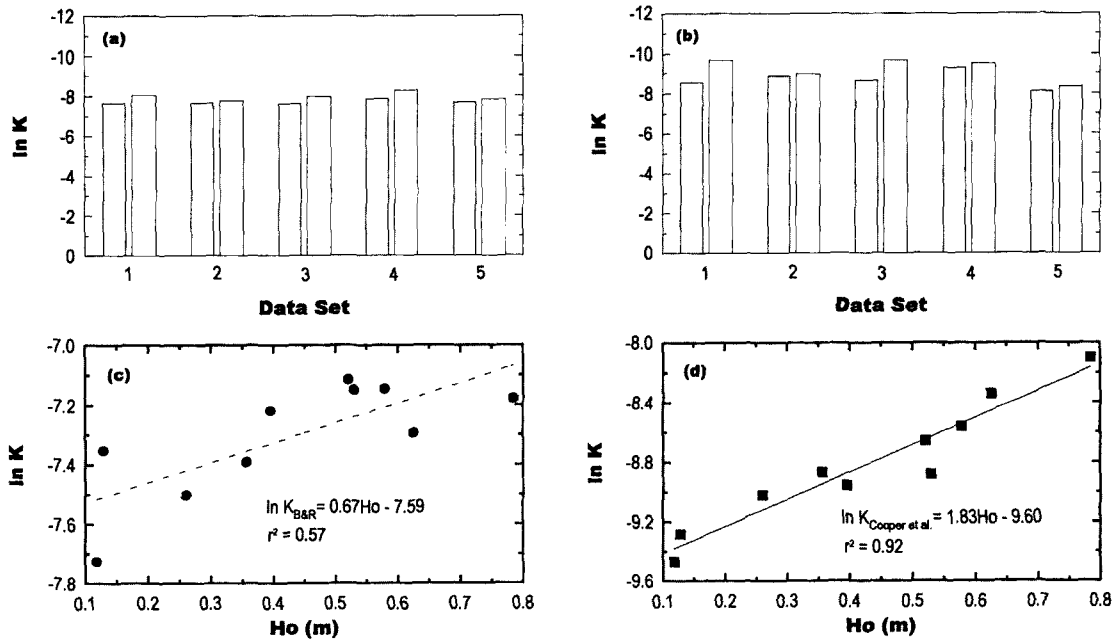 (a)
-12
-10
-8
-6
-4
-2
0
ln K
1 2 3 4 5
Data Set
(b)
-12
-10
-8
-6
-4
-2
0
ln K
1 2 3 4 5
Data Set
(c)
-7.0
-7.2
-7.4
-7.6
-7.8
ln K
ln K_B&R = 0.67Ho - 7.59
r² = 0.57
0.1 0.2 0.3 0.4 0.5 0.6 0.7 0.8
Ho (m)
(d)
-8.0
-8.4
-8.8
-9.2
-9.6
ln K
ln K_Cooper et al. = 1.83Ho - 9.60
r² = 0.92
0.1 0.2 0.3 0.4 0.5 0.6 0.7 0.8
Ho (m)